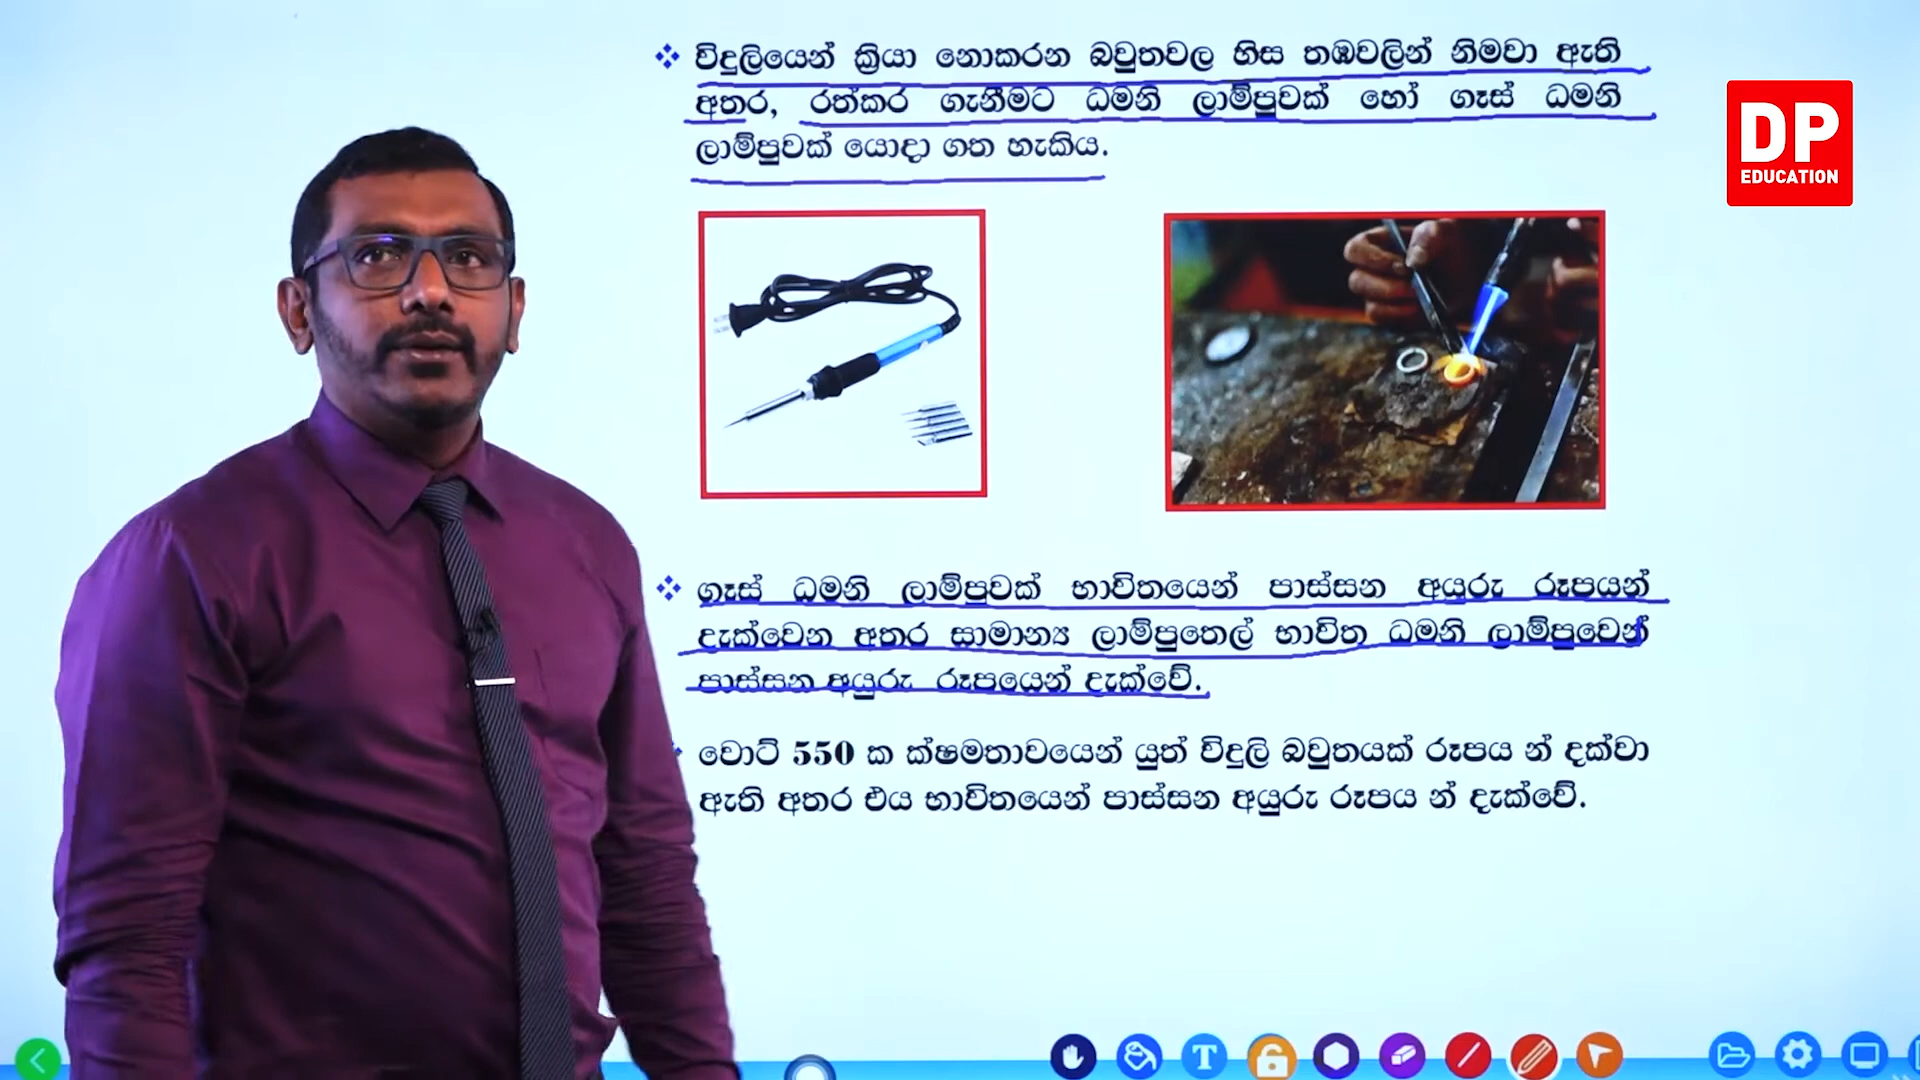 විදුලියෙන් ක්‍රියා නොකරන බවුතවල හිස තඹවලින් නිමවා ඇති
අතර, රත්කර ගැනීමට ධමනි ලාම්පුවක් හෝ ගෑස් ධමනි
ලාම්පුවක් යොදා ගත හැකිය.
DP
EDUCATION
ගෑස් ධමනි ලාම්පුවක් භාවිතයෙන් පාස්සන අයුරු රූපයන්
දැක්වෙන අතර සාමාන්‍ය ලාම්පුතෙල් භාවිත ධමනි ලාම්පුවෙන්
පාස්සන අයුරු රූපයෙන් දැක්වේ.
වොට් 550 ක ක්ෂමතාවයෙන් යුත් විදුලි බවුතයක් රූපය න් දක්වා
ඇති අතර එය භාවිතයෙන් පාස්සන අයුරු රූපය න් දැක්වේ.
T